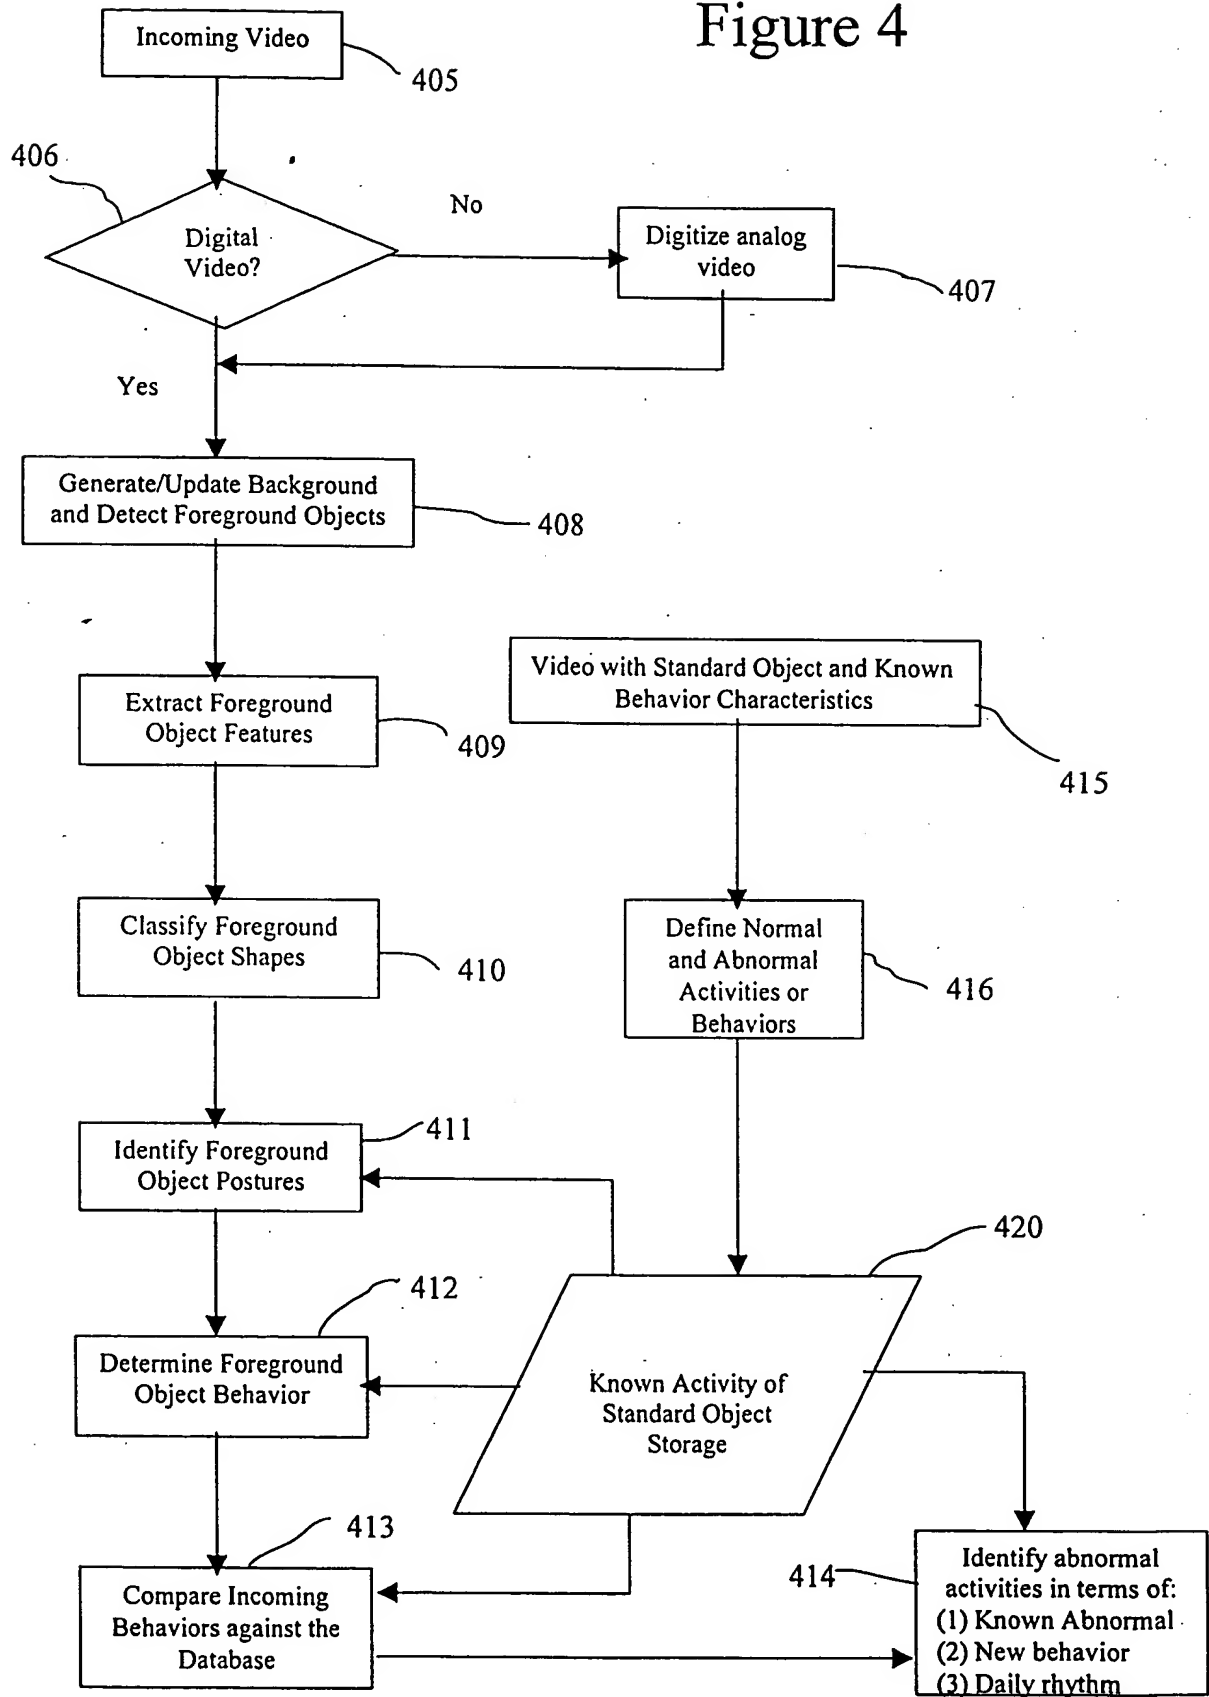 Figure 4
Incoming Video
405
406
Digital
Video?
No
Digitize analog
video
407
Yes
Generate/Update Background
and Detect Foreground Objects
408
Extract Foreground
Object Features
409
Video with Standard Object and Known
Behavior Characteristics
415
Classify Foreground
Object Shapes
410
Define Normal
and Abnormal
Activities or
Behaviors
416
Identify Foreground
Object Postures
411
420
Determine Foreground
Object Behavior
412
Known Activity of
Standard Object
Storage
413
Compare Incoming
Behaviors against the
Database
414
Identify abnormal
activities in terms of:
(1) Known Abnormal
(2) New behavior
(3) Daily rhythm